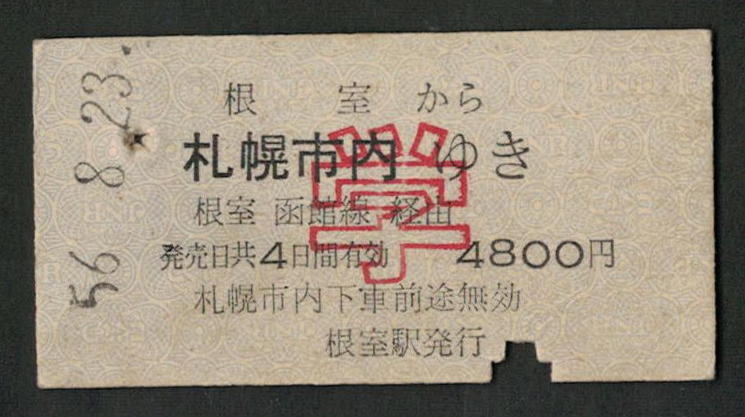 56. 8. 23.
根室から
札幌市内ゆき
学
根室 函館線 経由
発売日共4日間有効 4800円
札幌市内下車前途無効
根室駅発行